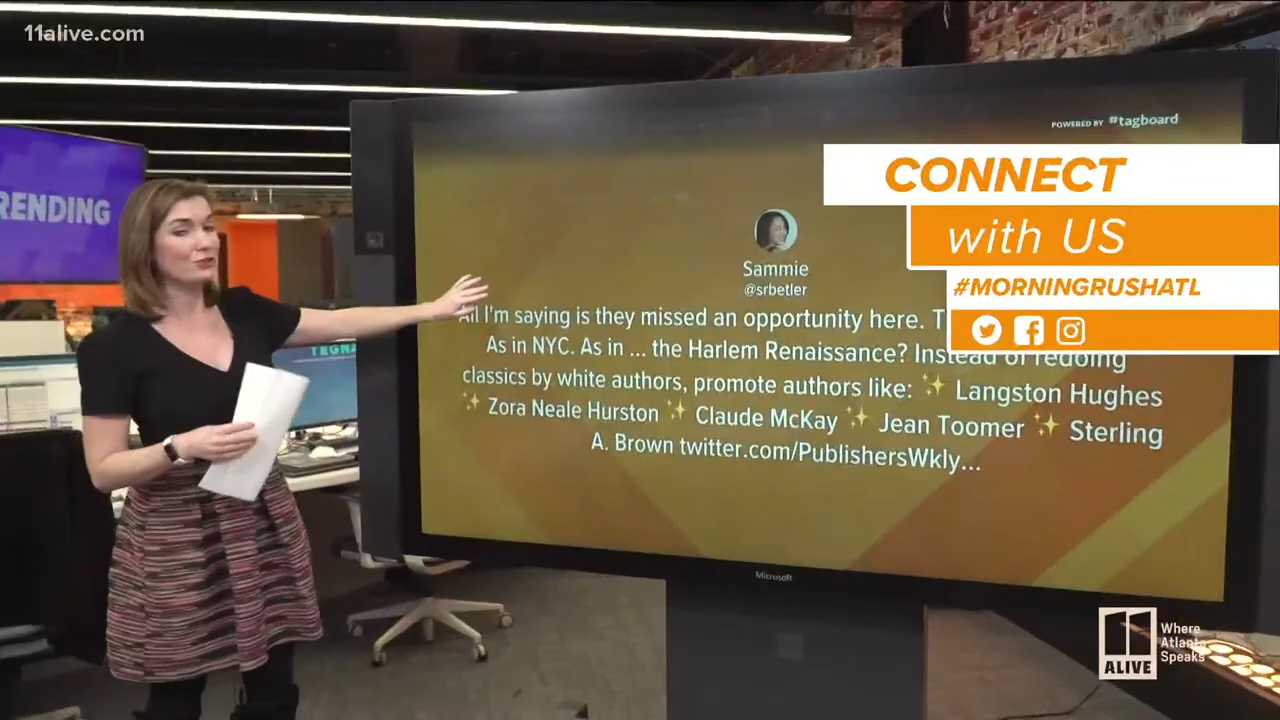 11alive.com
RENDING
POWERED BY #tagboard
CONNECT
with US
#MORNINGRUSHATL
Sammie
@srbetler
All I'm saying is they missed an opportunity here. T
As in NYC. As in ... the Harlem Renaissance? Instead of redoing
classics by white authors, promote authors like: ✨ Langston Hughes
✨ Zora Neale Hurston ✨ Claude McKay ✨ Jean Toomer ✨ Sterling
A. Brown twitter.com/PublishersWkly...
TEGN
Microsoft
11
ALIVE
Where
Atlanta
Speaks